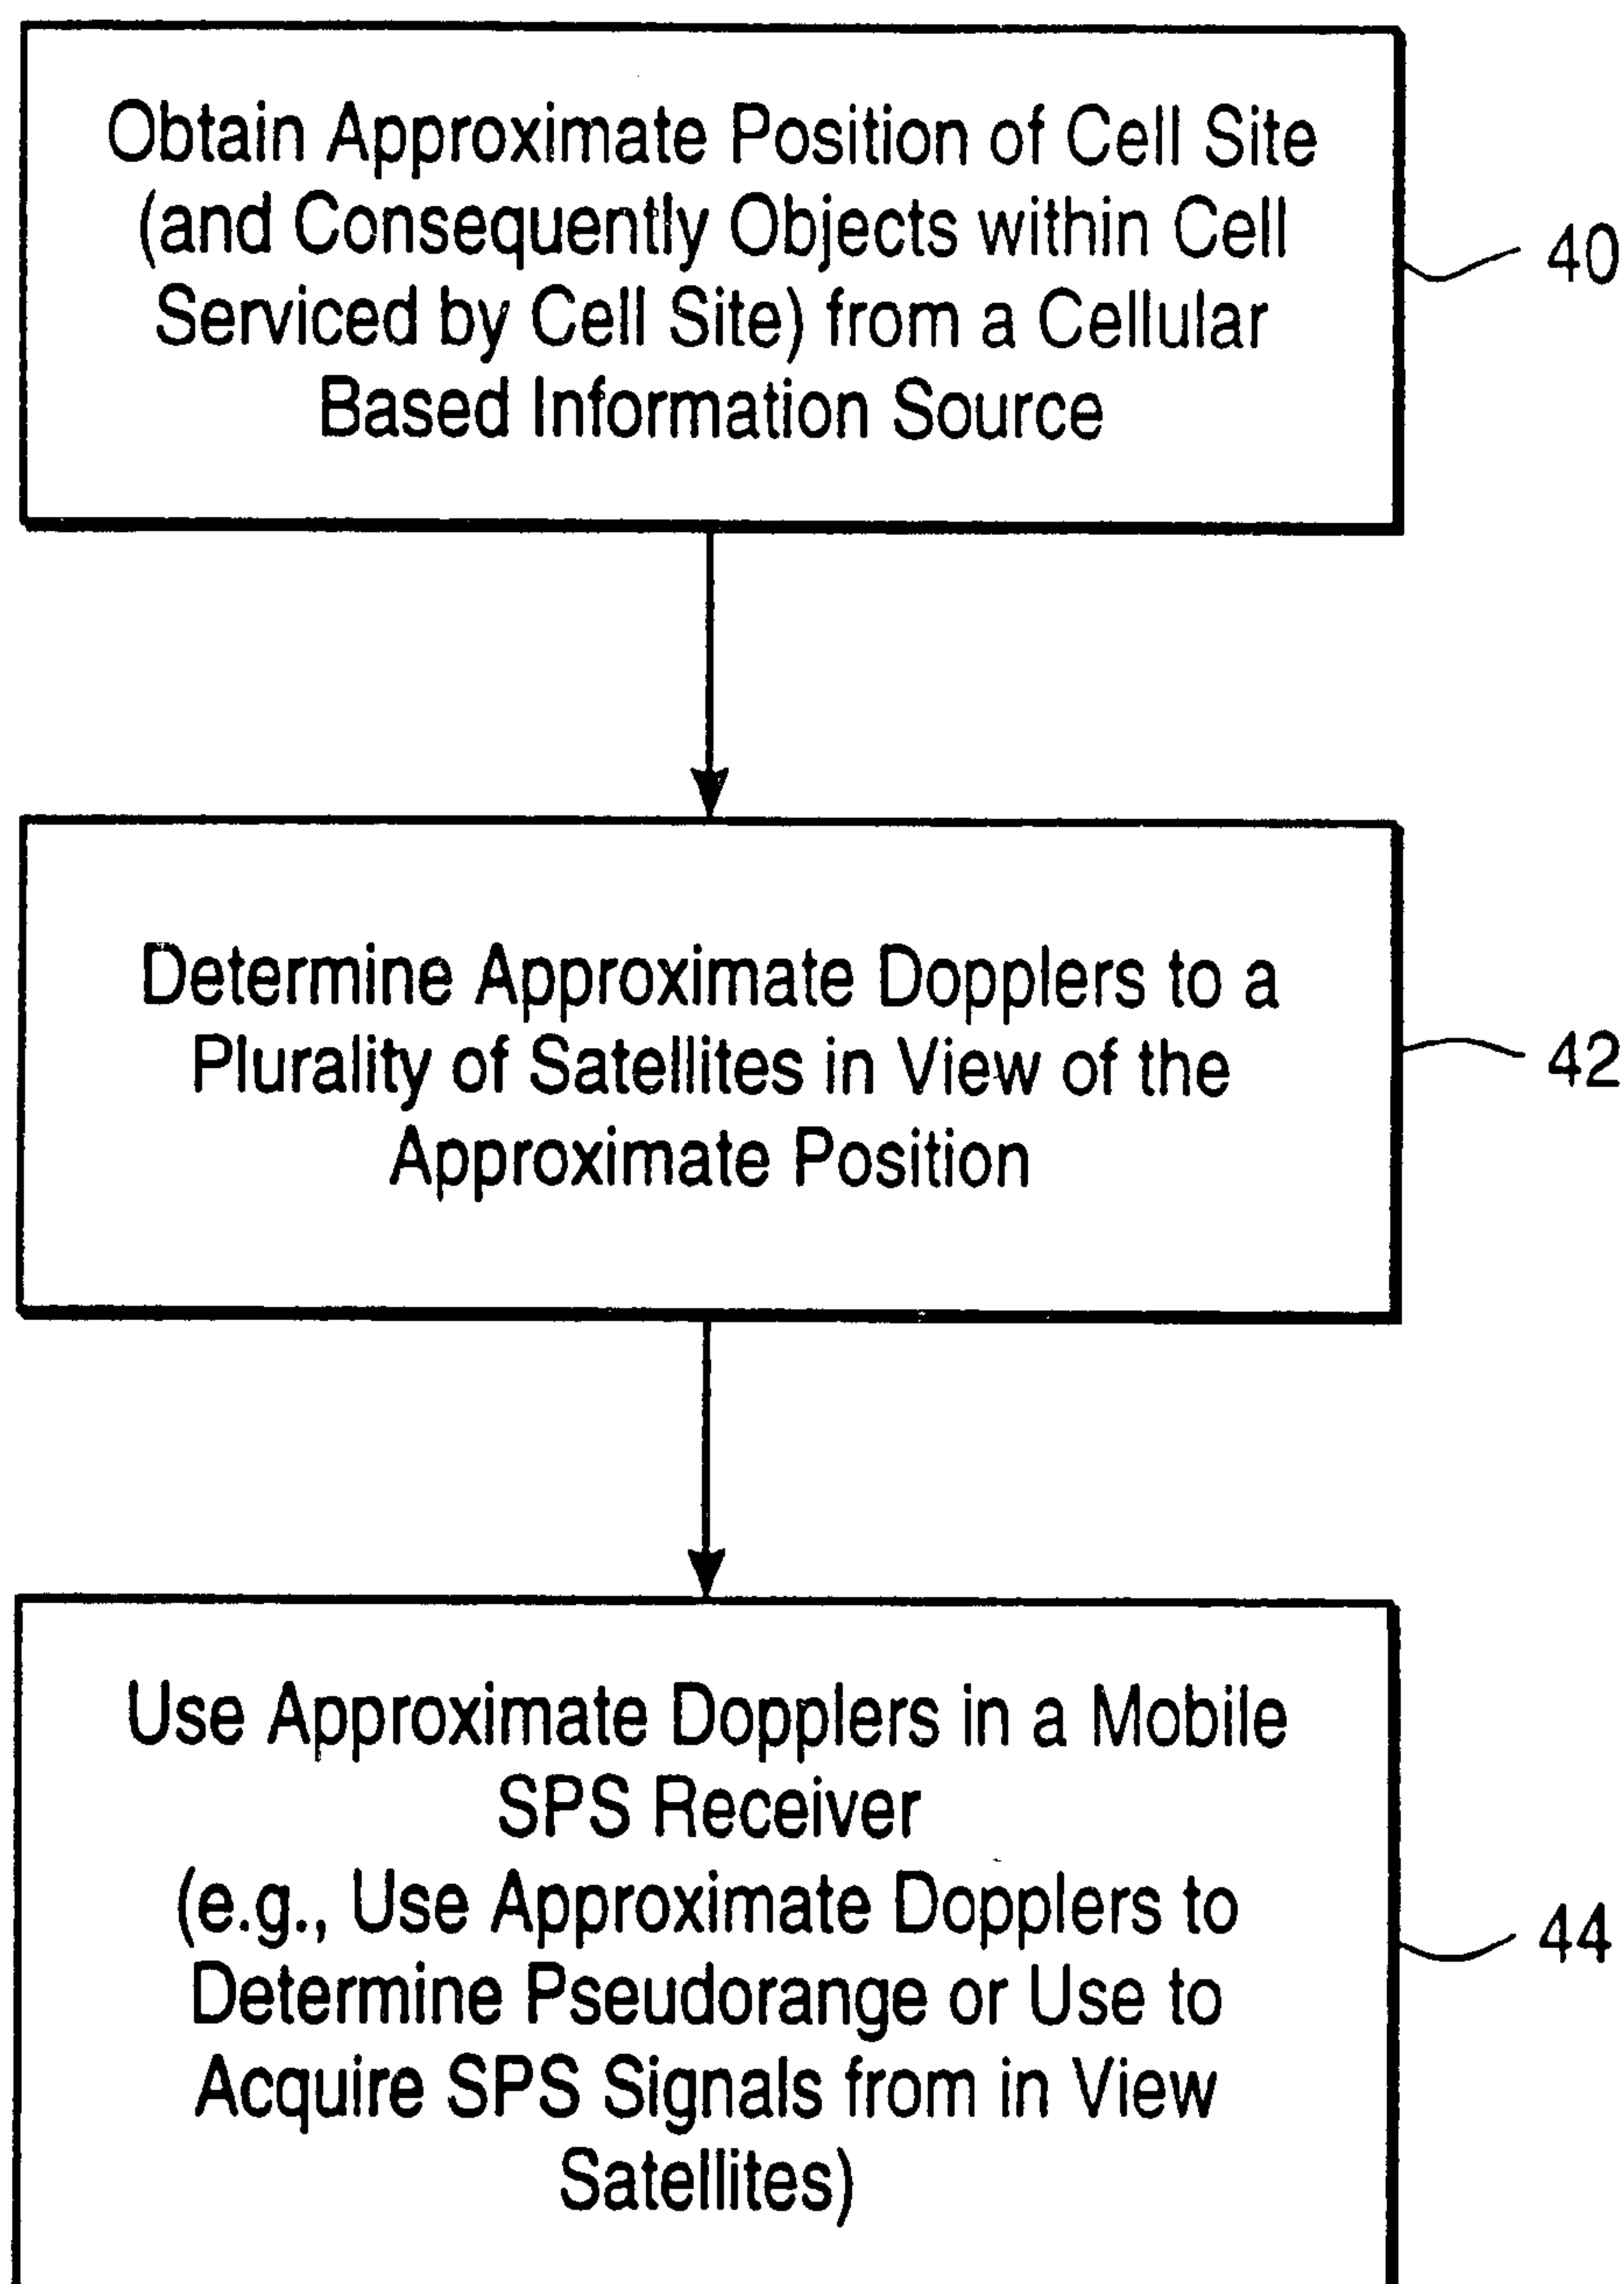 Obtain Approximate Position of Cell Site
(and Consequently Objects within Cell
Serviced by Cell Site) from a Cellular
Based Information Source
40
Determine Approximate Dopplers to a
Plurality of Satellites in View of the
Approximate Position
42
Use Approximate Dopplers in a Mobile
SPS Receiver
(e.g., Use Approximate Dopplers to
Determine Pseudorange or Use to
Acquire SPS Signals from in View
Satellites)
44